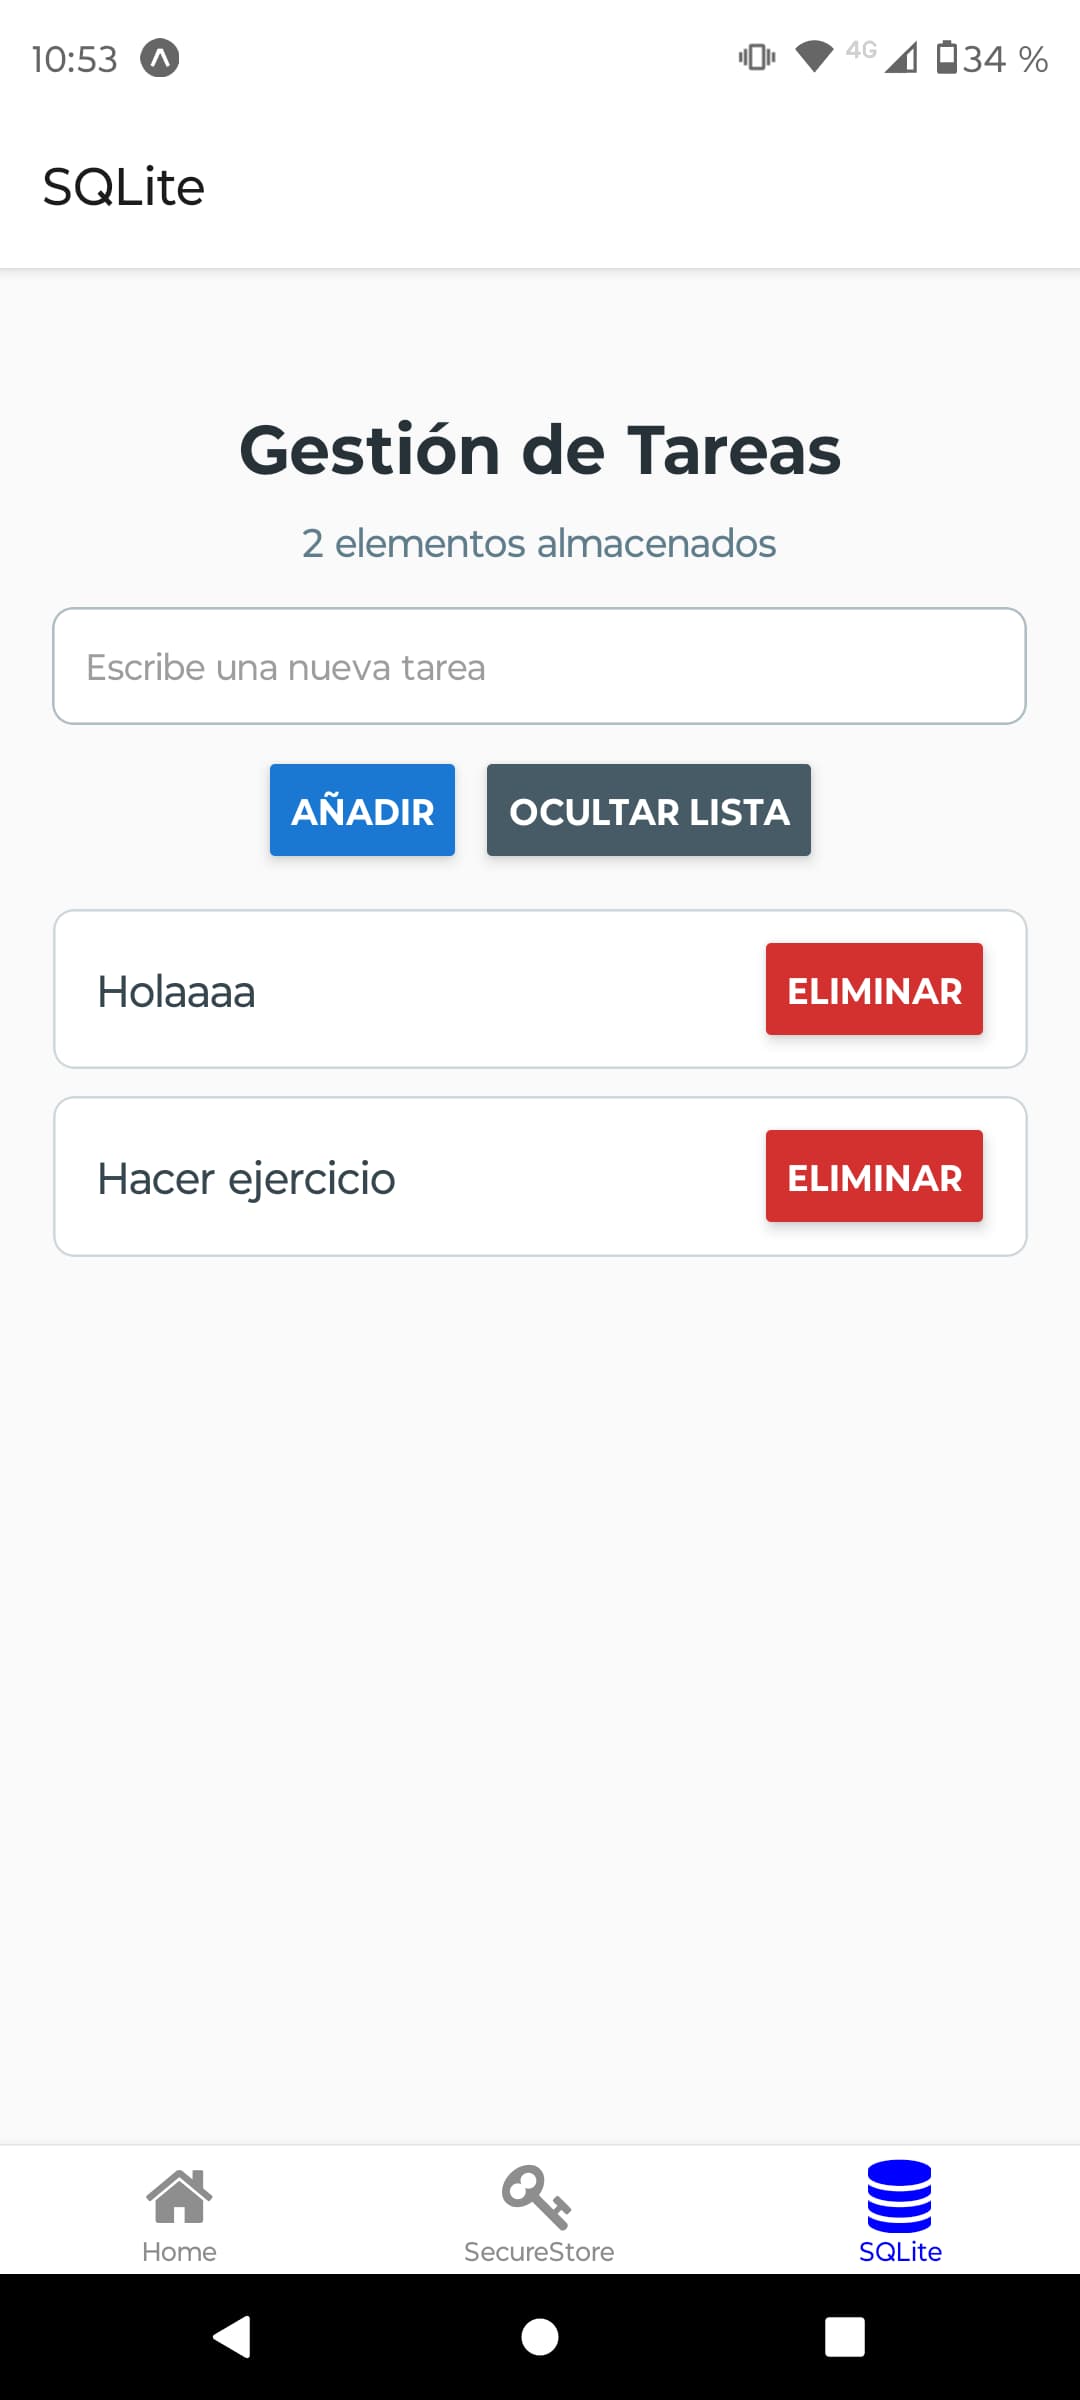 10:53 4G 34 %
SQLite
Gestión de Tareas
2 elementos almacenados
Escribe una nueva tarea
AÑADIR OCULTAR LISTA
Holaaaa ELIMINAR
Hacer ejercicio ELIMINAR
Home SecureStore SQLite